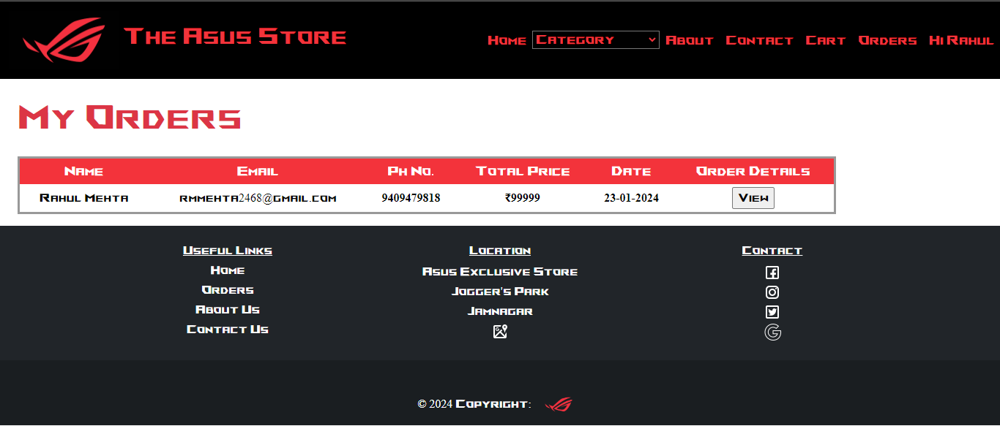 The Asus Store
Home Category About Contact Cart Orders Hi Rahul
My Orders
Name Email Ph No. Total Price Date Order Details
Rahul Mehta rmmehta2468@gmail.com 9409479818 ₹99999 23-01-2024 View
Useful Links Location Contact
Home Asus Exclusive Store
Orders Jogger's Park
About Us Jamnagar
Contact Us
© 2024 Copyright: